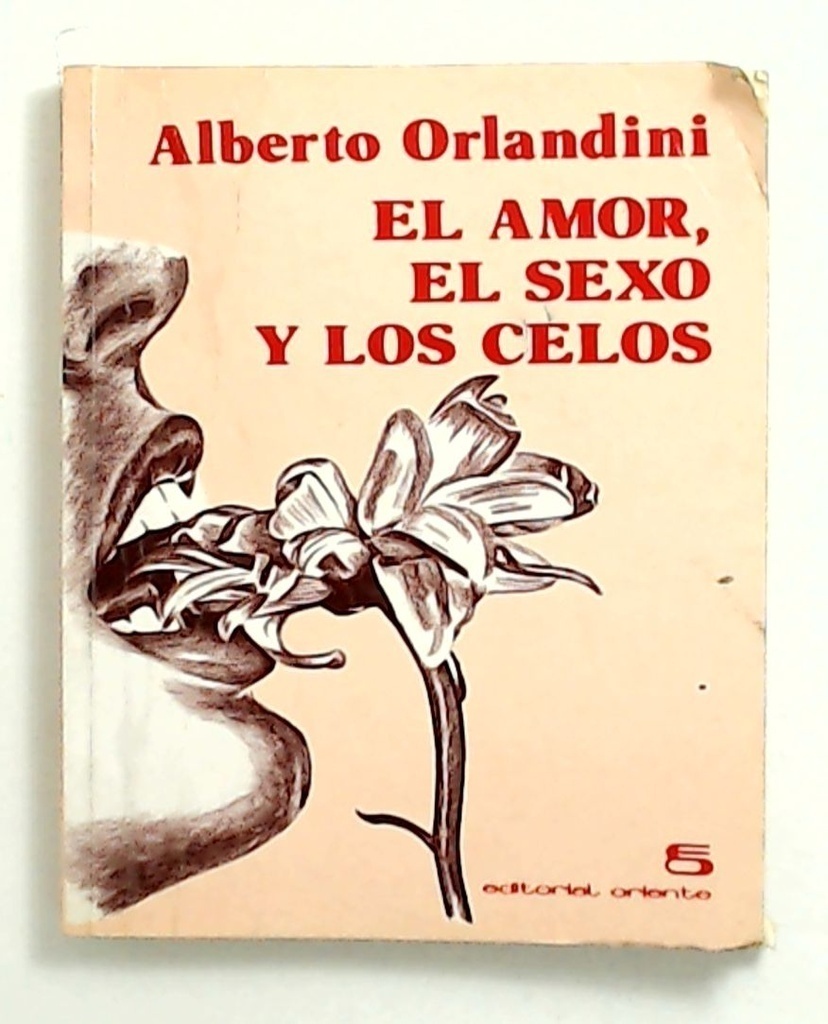 Alberto Orlandini
EL AMOR,
EL SEXO
Y LOS CELOS
editorial oriente